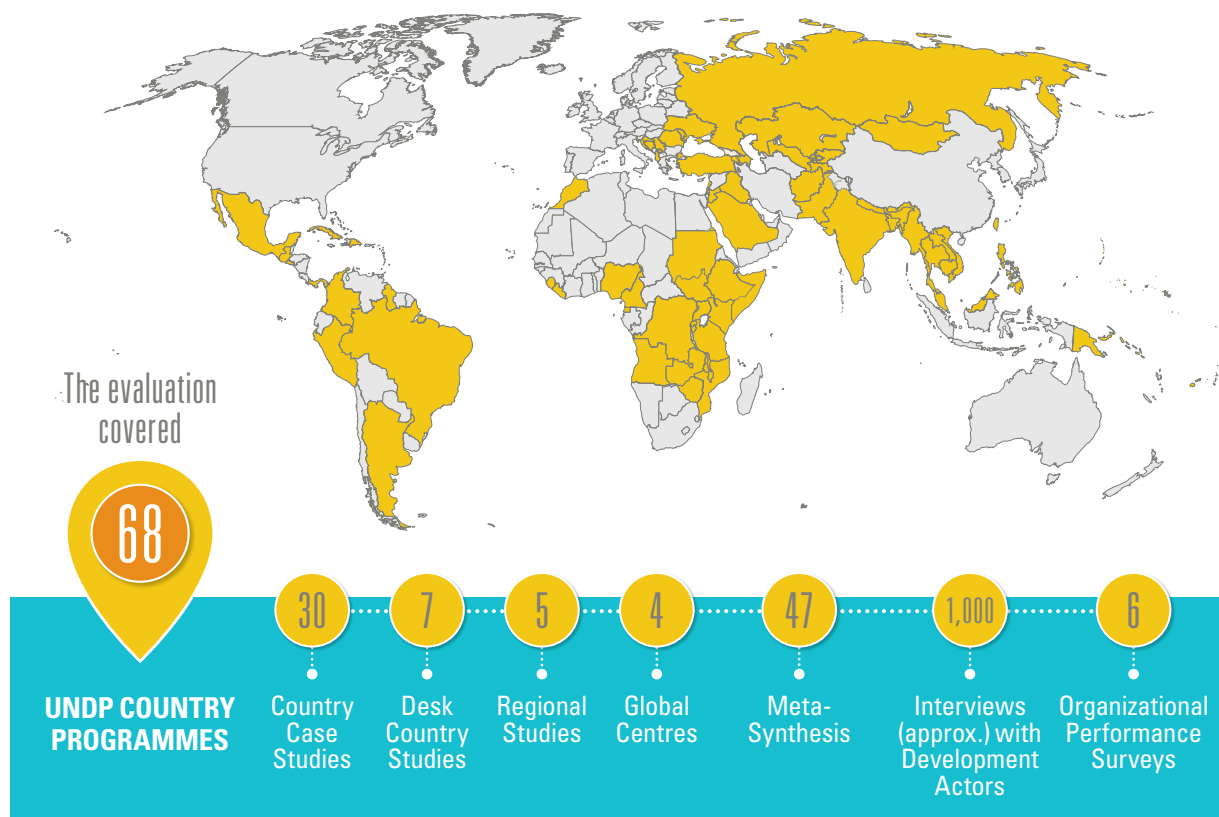 The evaluation
covered
68
UNDP COUNTRY
PROGRAMMES
30
Country
Case
Studies
7
Desk
Country
Studies
5
Regional
Studies
4
Global
Centres
47
Meta-
Synthesis
1,000
Interviews
(approx.) with
Development
Actors
6
Organizational
Performance
Surveys